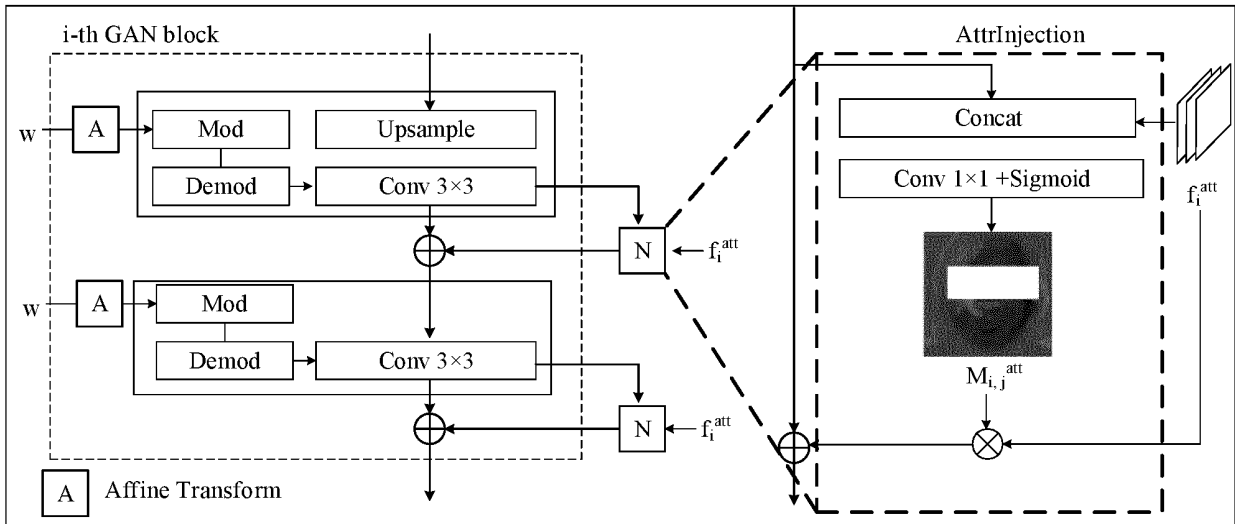 i-th GAN block
w
A
Mod
Upsample
Demod
Conv 3×3
N
f_i^att
w
A
Mod
Demod
Conv 3×3
N
f_i^att
A
Affine Transform
AttrInjection
Concat
Conv 1×1 +Sigmoid
f_i^att
M_i, j^att